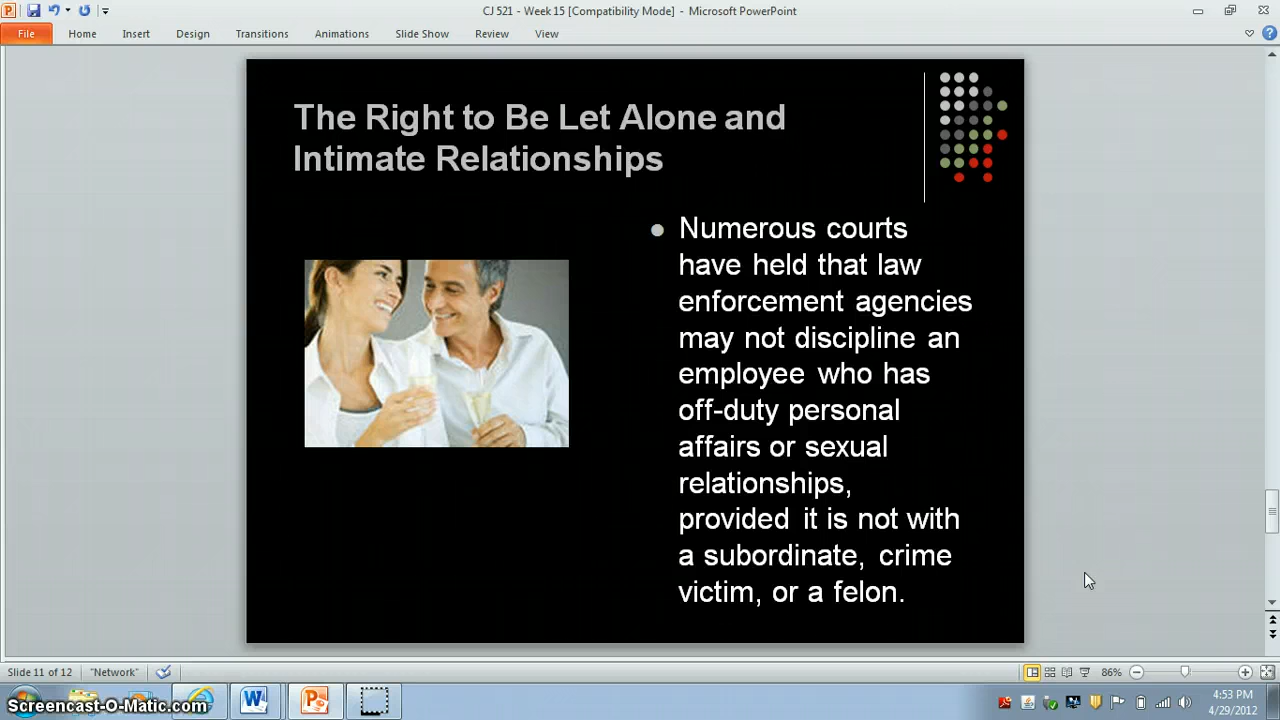 CJ 521 - Week 15 [Compatibility Mode] - Microsoft PowerPoint
File Home Insert Design Transitions Animations Slide Show Review View
The Right to Be Let Alone and
Intimate Relationships
Numerous courts
have held that law
enforcement agencies
may not discipline an
employee who has
off-duty personal
affairs or sexual
relationships,
provided it is not with
a subordinate, crime
victim, or a felon.
Slide 11 of 12 "Network" 86%
Screencast-O-Matic.com
4:53 PM
4/29/2012